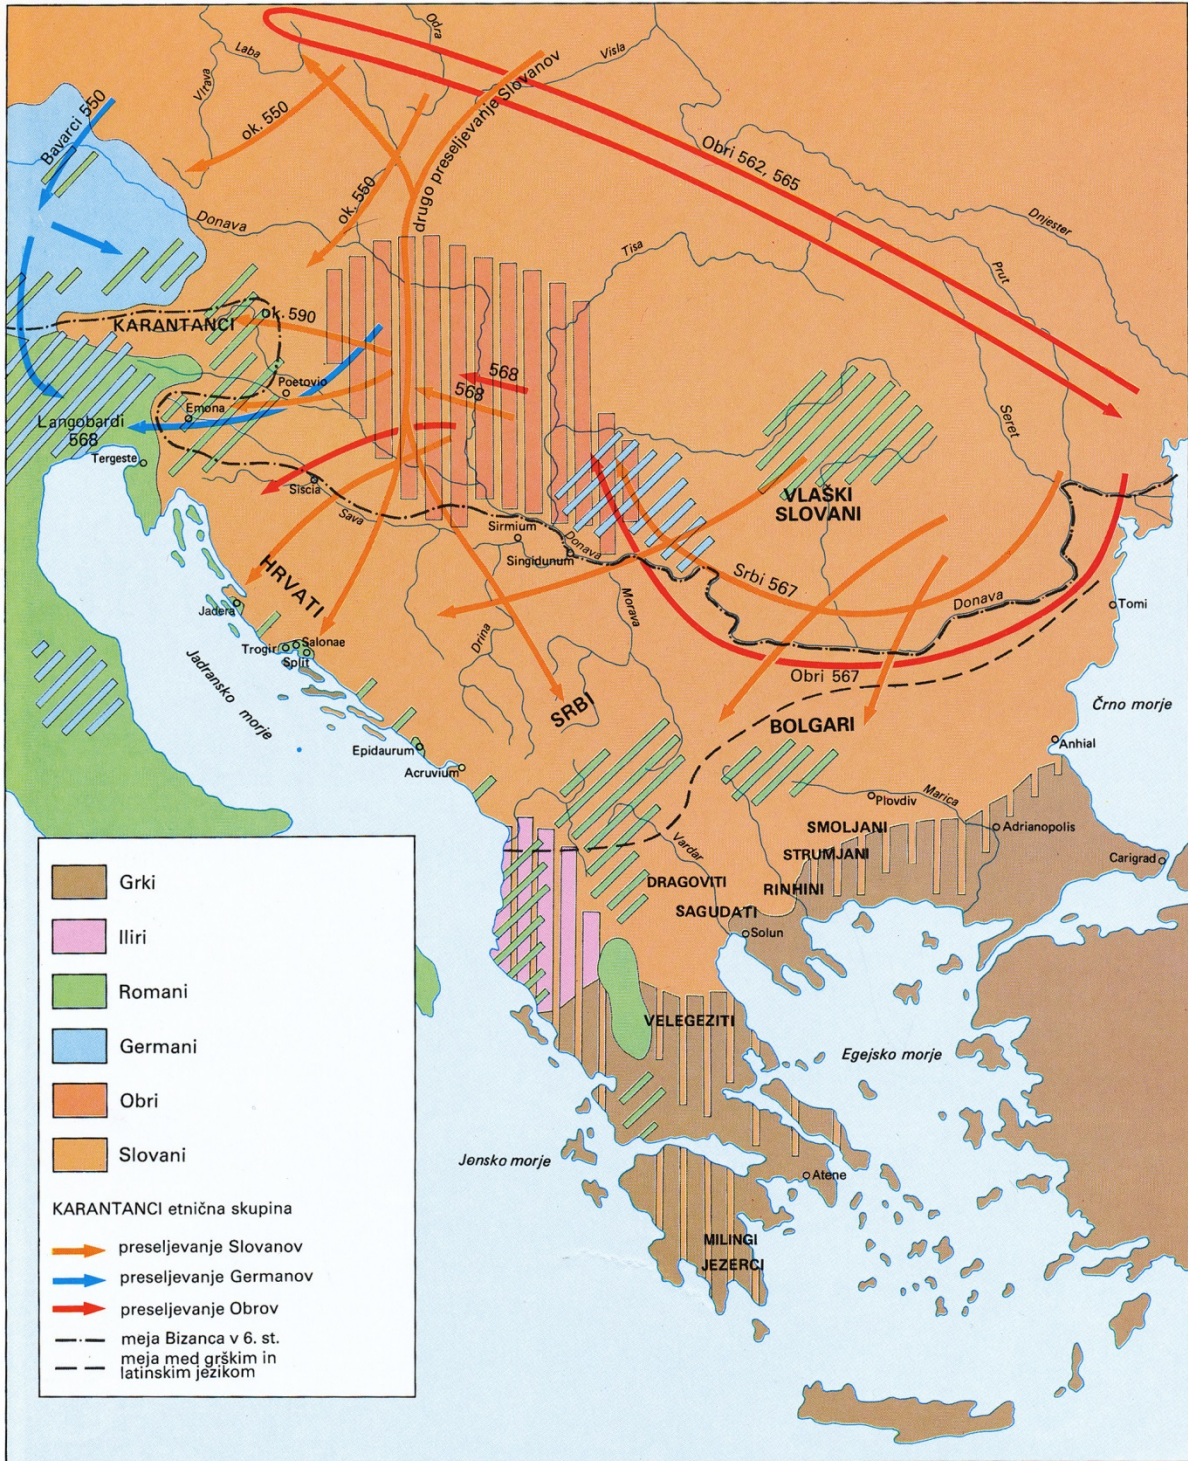 Laba
Odra
Visla
Vltava
Bavarci 550
ok. 550
drugo preseljevanje Slovanov
Obri 562, 565
ok. 550
Donava
Tisa
Dnjester
Prut
KARANTANCI
ok. 590
Poetovio
568
568
Emona
Langobardi
568
Tergeste
Siscia
Sava
Seret
VLAŠKI
SLOVANI
Sirmium
Donava
Singidunum
Srbi 567
Donava
HRVATI
Jadera
Morava
Tomi
Drina
Salonae
Trogir
Split
Obri 567
Jadransko morje
SRBI
BOLGARI
Črno morje
Epidaurum
Anhial
Acruvium
Plovdiv
Marica
SMOLJANI
Adrianopolis
Vardar
STRUMJANI
Carigrad
DRAGOVITI
RINHINI
SAGUDATI
Solun
VELEGEZITI
Egejsko morje
Jonsko morje
Atene
MILINGI
JEZERCI
Grki
Iliri
Romani
Germani
Obri
Slovani
KARANTANCI etnična skupina
preseljevanje Slovanov
preseljevanje Germanov
preseljevanje Obrov
meja Bizanca v 6. st.
meja med grškim in
latinskim jezikom